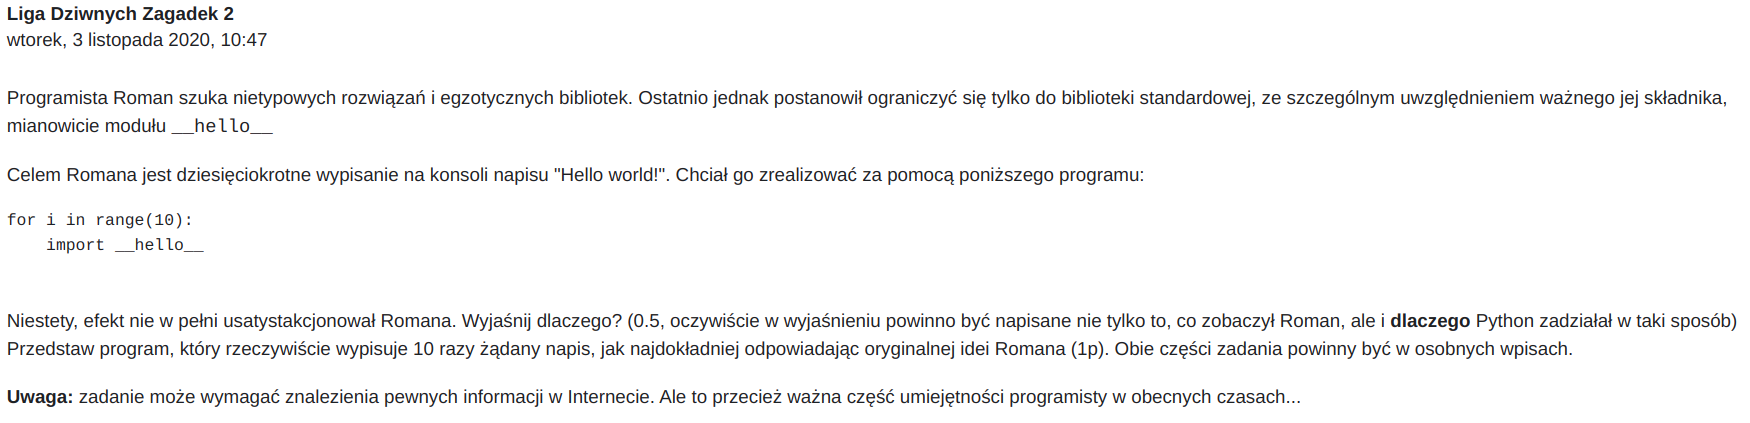 Liga Dziwnych Zagadek 2
wtorek, 3 listopada 2020, 10:47
Programista Roman szuka nietypowych rozwiązań i egzotycznych bibliotek. Ostatnio jednak postanowił ograniczyć się tylko do biblioteki standardowej, ze szczególnym uwzględnieniem ważnego jej składnika,
mianowicie modułu __hello__
Celem Romana jest dziesięciokrotne wypisanie na konsoli napisu "Hello world!". Chciał go zrealizować za pomocą poniższego programu:
for i in range(10):
    import __hello__
Niestety, efekt nie w pełni usatystakcjonował Romana. Wyjaśnij dlaczego? (0.5, oczywiście w wyjaśnieniu powinno być napisane nie tylko to, co zobaczył Roman, ale i dlaczego Python zadziałał w taki sposób)
Przedstaw program, który rzeczywiście wypisuje 10 razy żądany napis, jak najdokładniej odpowiadając oryginalnej idei Romana (1p). Obie części zadania powinny być w osobnych wpisach.
Uwaga: zadanie może wymagać znalezienia pewnych informacji w Internecie. Ale to przecież ważna część umiejętności programisty w obecnych czasach...